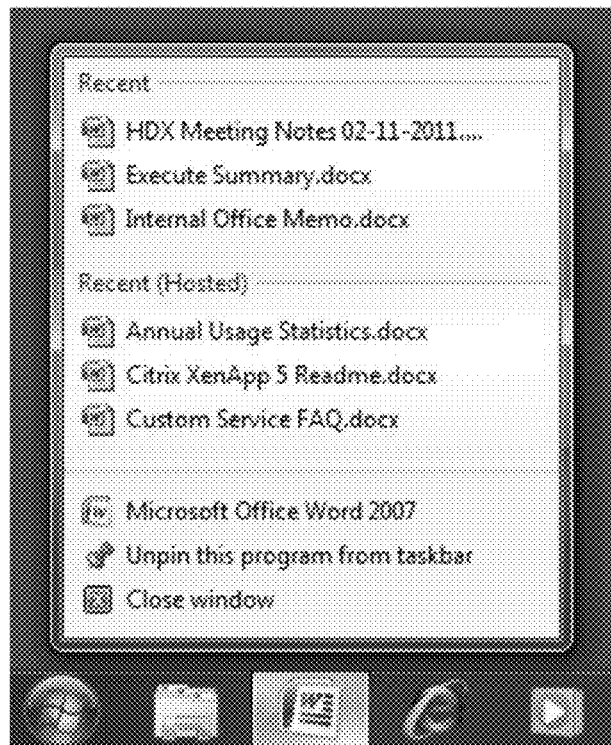 Recent
HDX Meeting Notes 02-11-2011....
Execute Summary.docx
Internal Office Memo.docx
Recent (Hosted)
Annual Usage Statistics.docx
Citrix XenApp 5 Readme.docx
Custom Service FAQ.docx
Microsoft Office Word 2007
Unpin this program from taskbar
Close window